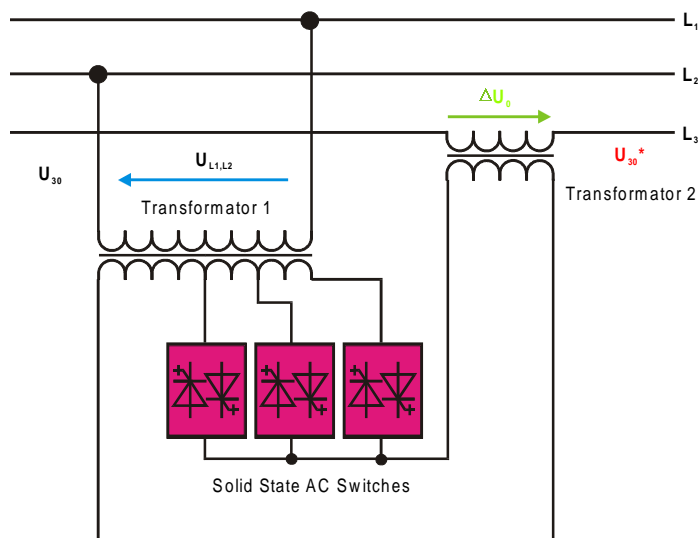 L1
L2
ΔU0
L3
U30
UL1,L2
U30*
Transformator 1
Transformator 2
+
+
+
+
+
+
Solid State AC Switches